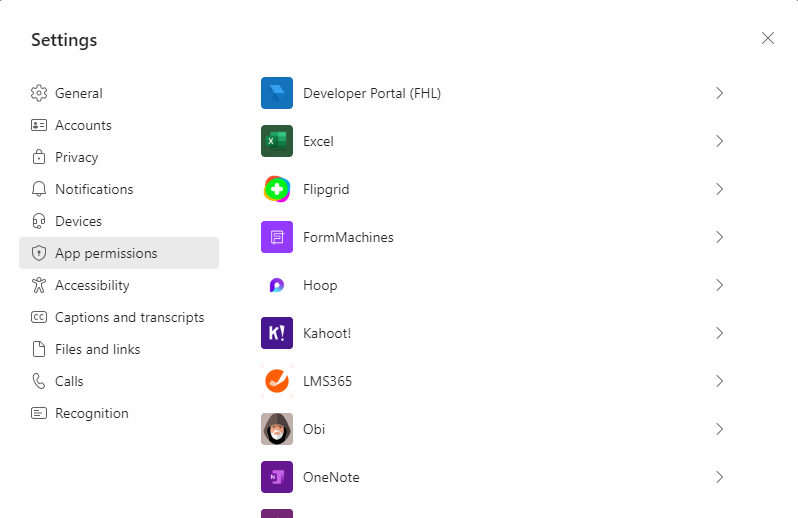 Settings
General
Accounts
Privacy
Notifications
Devices
App permissions
Accessibility
CC Captions and transcripts
Files and links
Calls
Recognition
Developer Portal (FHL)
X Excel
Flipgrid
FormMachines
Hoop
K! Kahoot!
LMS365
Obi
N OneNote